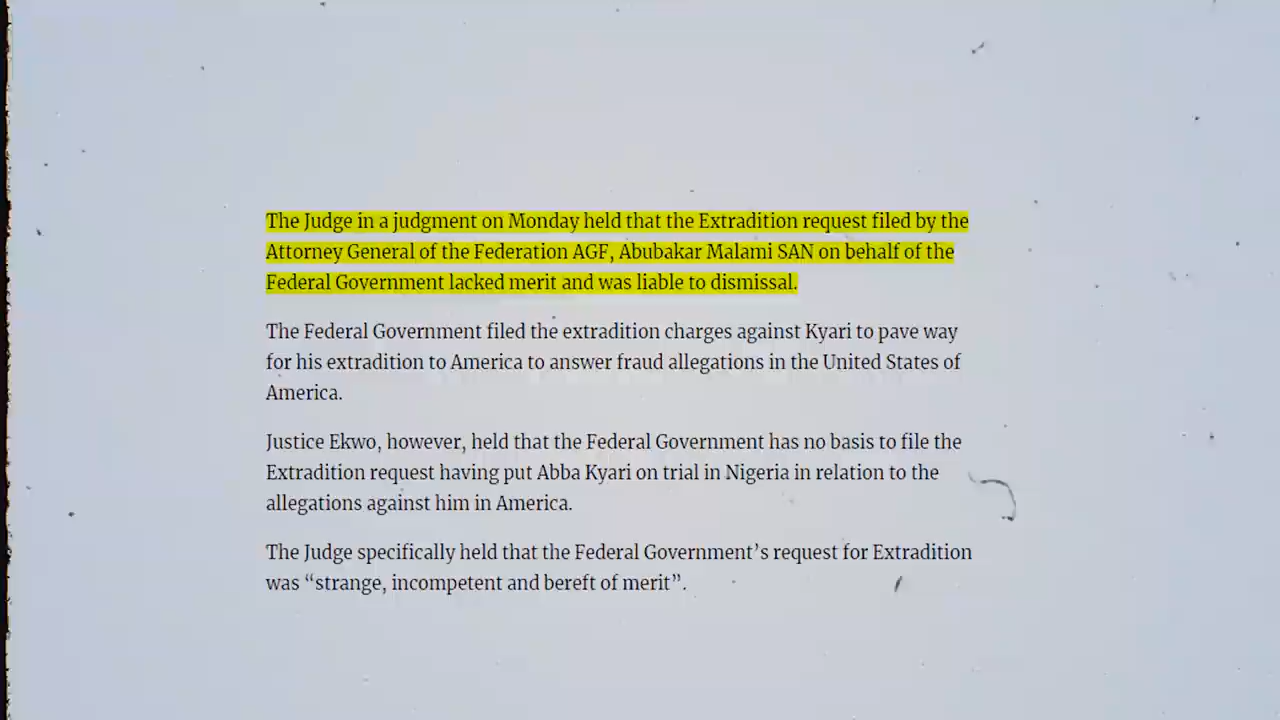 The Judge in a judgment on Monday held that the Extradition request filed by the
Attorney General of the Federation AGF, Abubakar Malami SAN on behalf of the
Federal Government lacked merit and was liable to dismissal.
The Federal Government filed the extradition charges against Kyari to pave way
for his extradition to America to answer fraud allegations in the United States of
America.
Justice Ekwo, however, held that the Federal Government has no basis to file the
Extradition request having put Abba Kyari on trial in Nigeria in relation to the
allegations against him in America.
The Judge specifically held that the Federal Government’s request for Extradition
was “strange, incompetent and bereft of merit”.